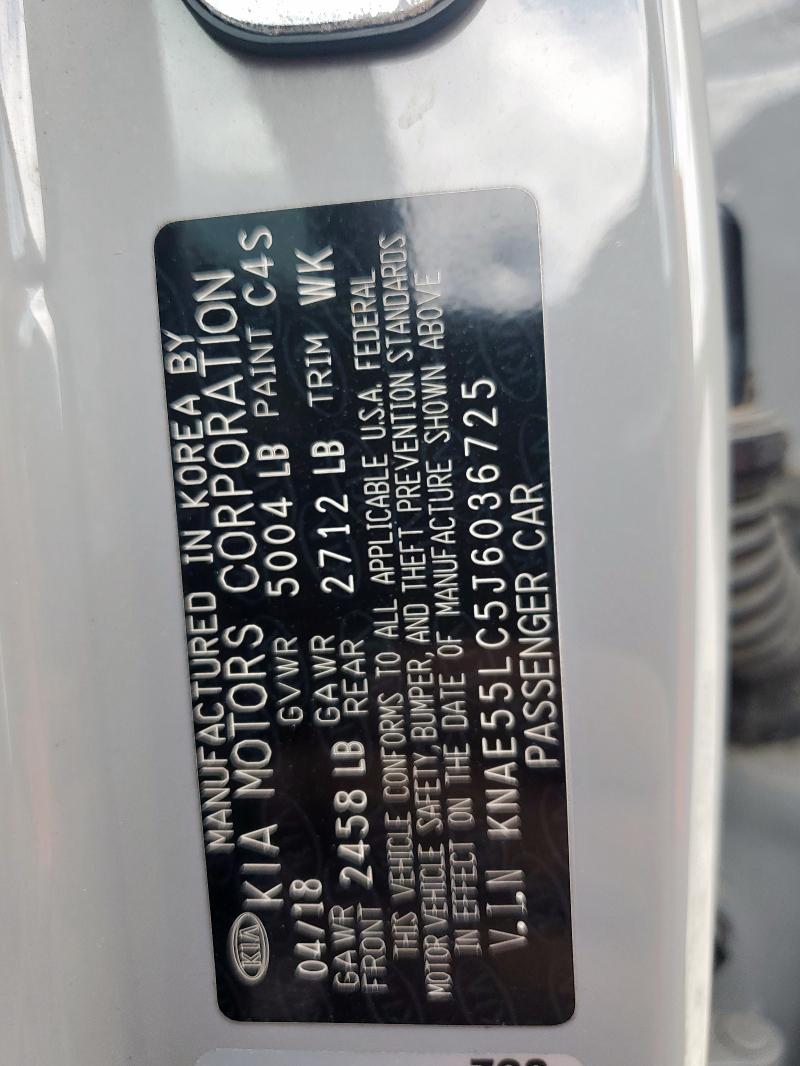 MANUFACTURED IN KOREA BY
KIA KIA MOTORS CORPORATION
04/18 GVWR 5004 LB PAINT C4S
GAWR FRONT 2458 LB GAWR REAR 2712 LB TRIM WK
THIS VEHICLE CONFORMS TO ALL APPLICABLE U.S.A. FEDERAL
MOTOR VEHICLE SAFETY, BUMPER, AND THEFT PREVENTION STANDARDS
IN EFFECT ON THE DATE OF MANUFACTURE SHOWN ABOVE
V.I.N KNAE55LC5J6036725
PASSENGER CAR